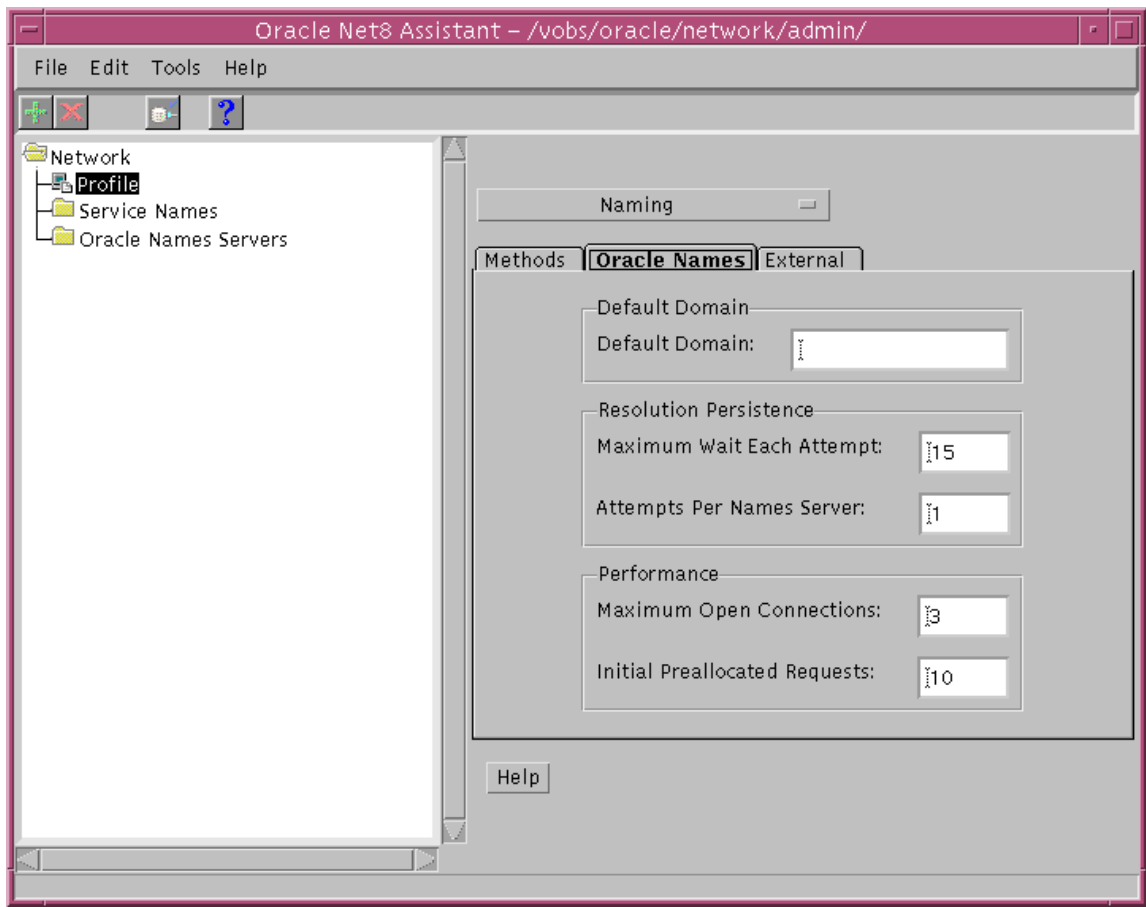 Oracle Net8 Assistant – /vobs/oracle/network/admin/
File Edit Tools Help
?
Network
Profile
Service Names
Oracle Names Servers
Naming
Methods Oracle Names External
Default Domain
Default Domain:
Resolution Persistence
Maximum Wait Each Attempt: 15
Attempts Per Names Server: 1
Performance
Maximum Open Connections: 3
Initial Preallocated Requests: 10
Help